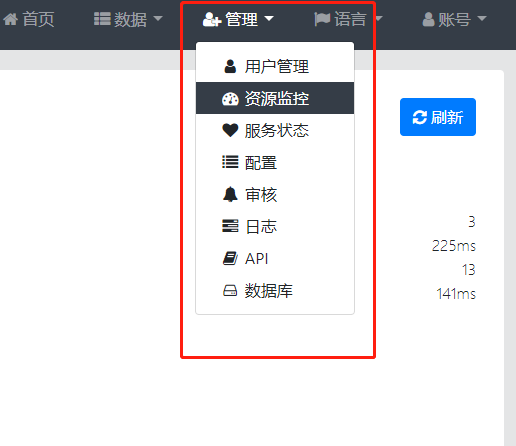 首页 数据 管理 语言 账号
用户管理
资源监控
刷新
服务状态
配置
审核
3
日志
225ms
API
13
数据库
141ms